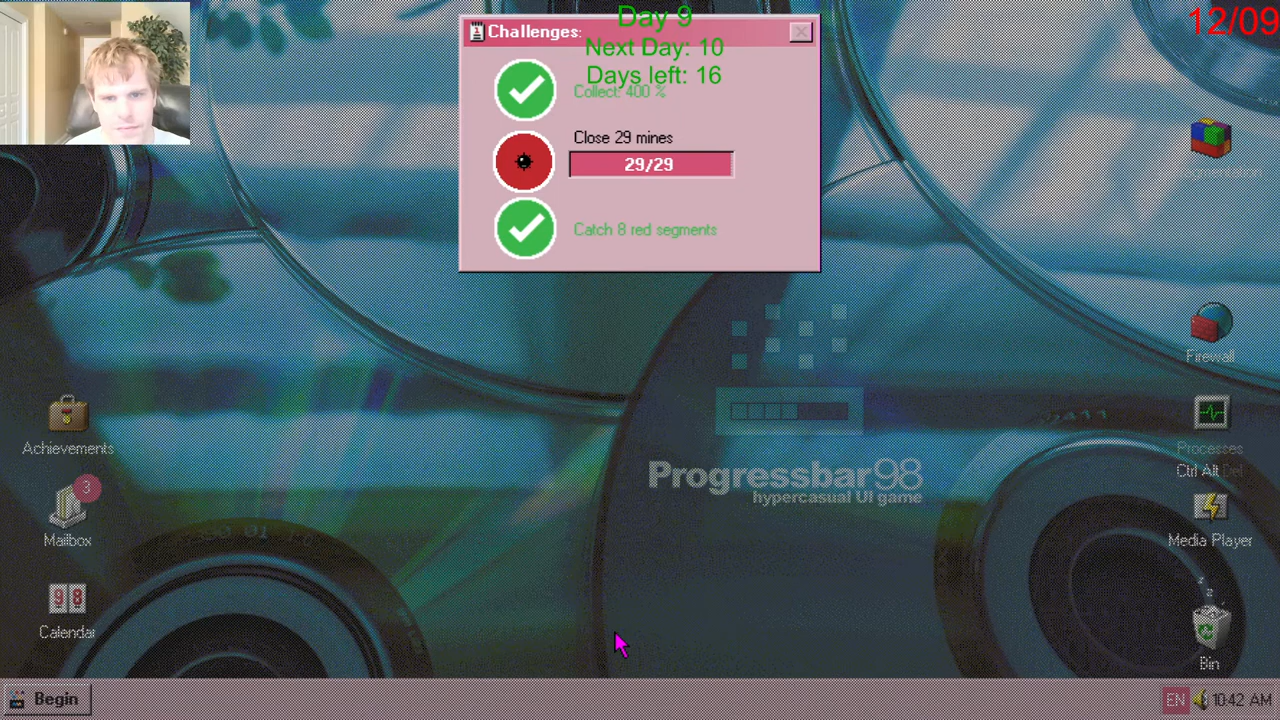 Day 9
Challenges:
Next Day: 10
Days left: 16
12/09
Collect: 400 %
Close 29 mines
29/29
Catch 8 red segments
Firewall
Achievements
Processes
Ctrl Alt Del
3
Progressbar98
hypercasual UI game
Mailbox
Media Player
98
Calendar
Bin
Begin
EN
10:42 AM